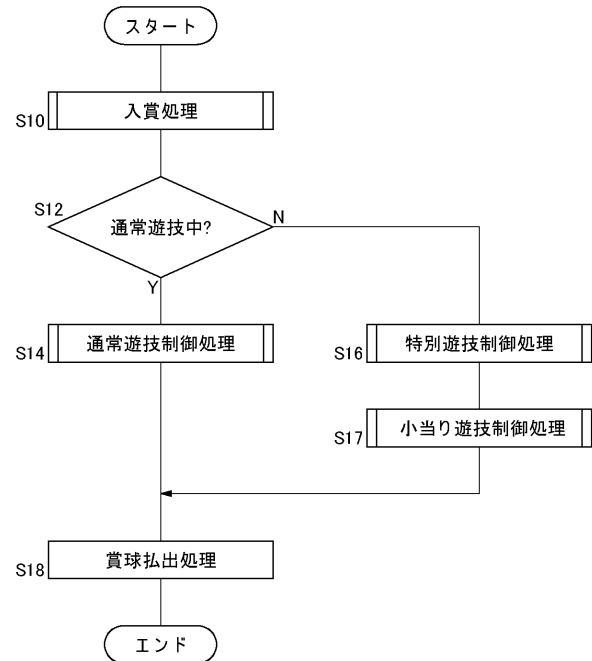 スタート
入賞処理
S10
S12
通常遊技中?
N
Y
通常遊技制御処理
S14
特別遊技制御処理
S16
小当り遊技制御処理
S17
賞球払出処理
S18
エンド